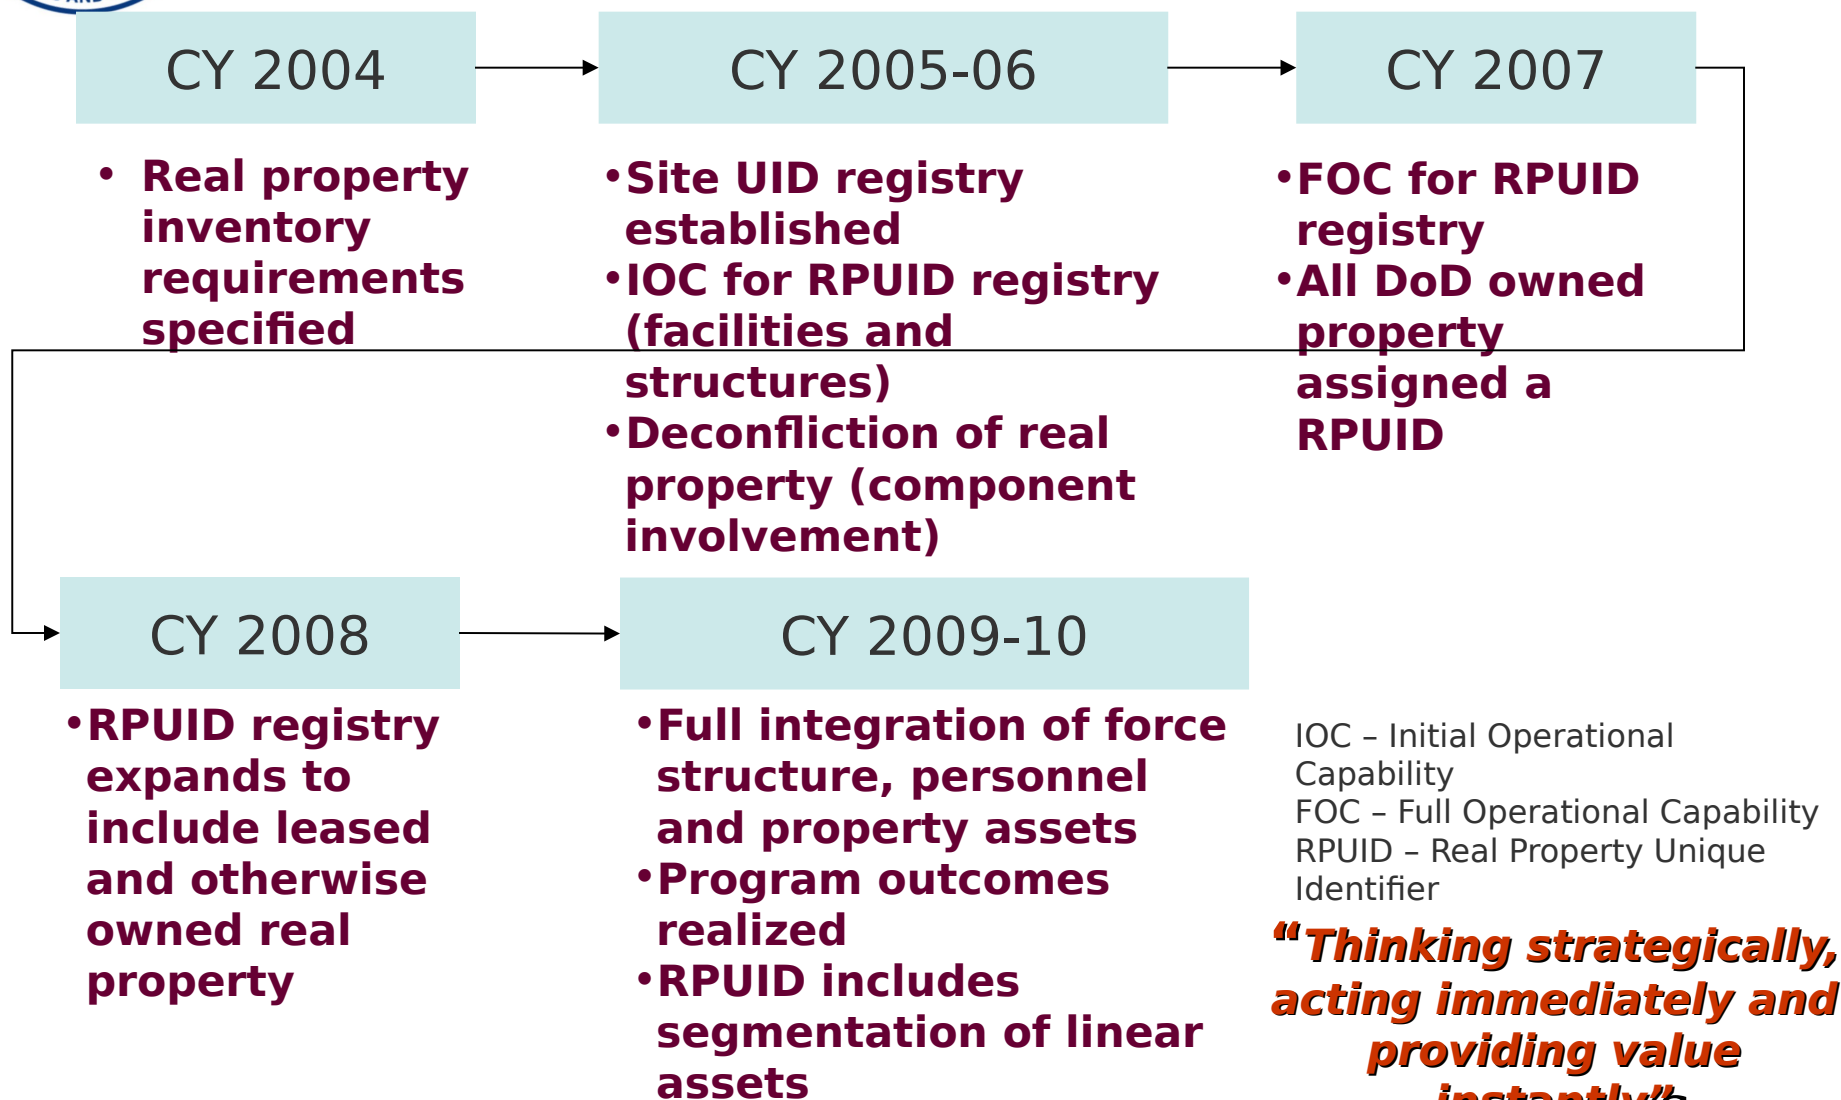 AND
CY 2004
CY 2005-06
CY 2007
• Real property
inventory
requirements
specified
•Site UID registry
established
•IOC for RPUID registry
(facilities and
structures)
•Deconfliction of real
property (component
involvement)
•FOC for RPUID
registry
•All DoD owned
property
assigned a
RPUID
CY 2008
CY 2009-10
•RPUID registry
expands to
include leased
and otherwise
owned real
property
•Full integration of force
structure, personnel
and property assets
•Program outcomes
realized
•RPUID includes
segmentation of linear
assets
IOC – Initial Operational
Capability
FOC – Full Operational Capability
RPUID – Real Property Unique
Identifier
“Thinking strategically,
acting immediately and
providing value
instantly”